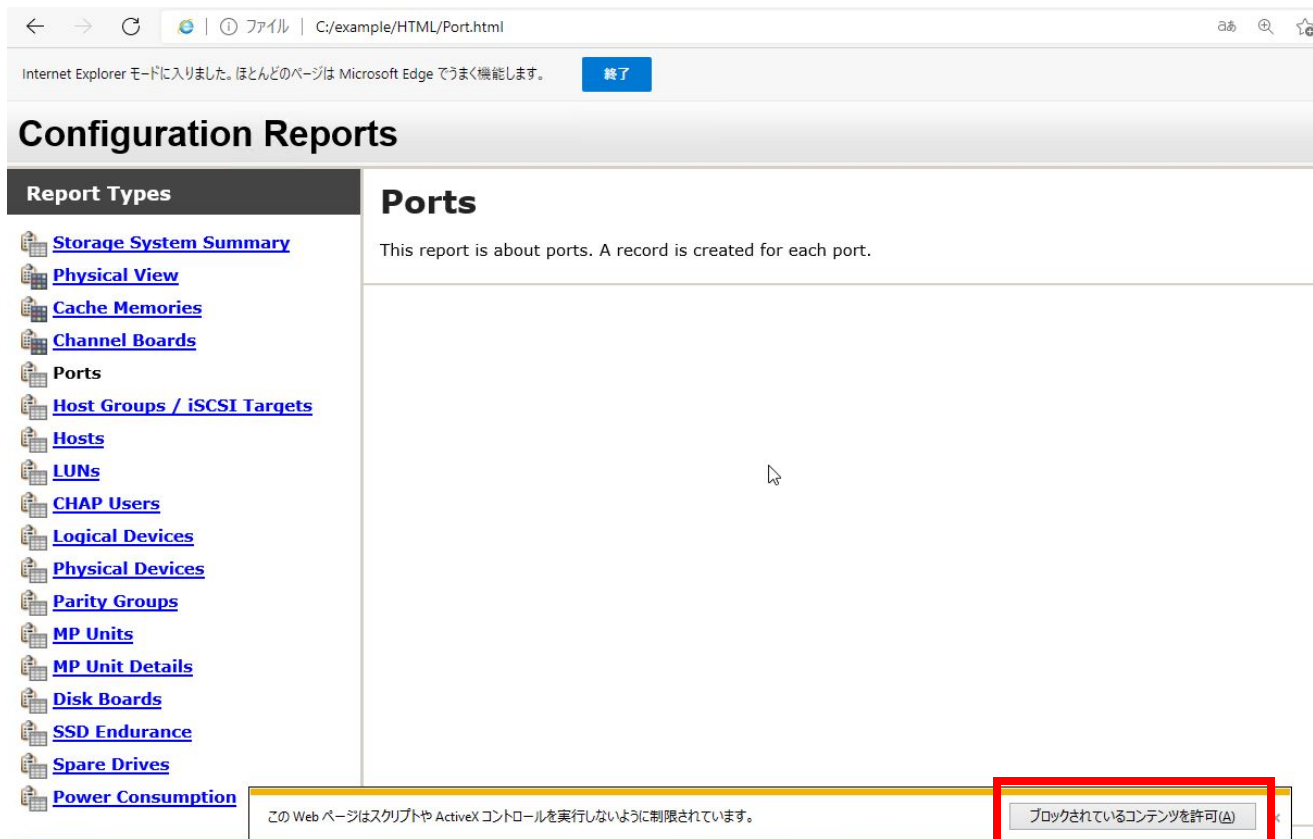 ファイル | C:/example/HTML/Port.html aあ
Internet Explorer モードに入りました。ほとんどのページは Microsoft Edge でうまく機能します。 終了
Configuration Reports
Report Types
Ports
Storage System Summary
This report is about ports. A record is created for each port.
Physical View
Cache Memories
Channel Boards
Ports
Host Groups / iSCSI Targets
Hosts
LUNs
CHAP Users
Logical Devices
Physical Devices
Parity Groups
MP Units
MP Unit Details
Disk Boards
SSD Endurance
Spare Drives
Power Consumption
この Web ページはスクリプトや ActiveX コントロールを実行しないように制限されています。 ブロックされているコンテンツを許可(A) ×